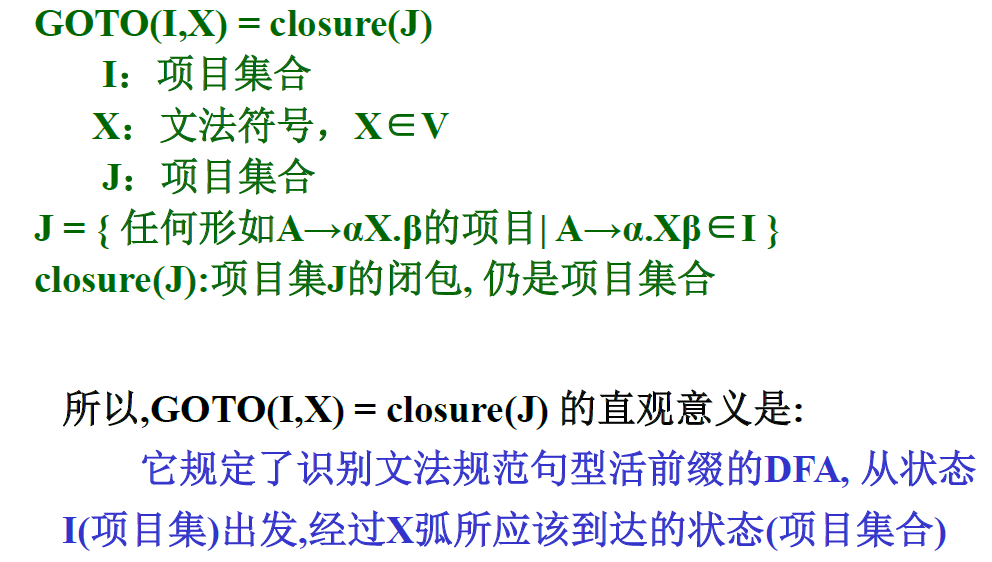 GOTO(I,X) = closure(J)
I：项目集合
X：文法符号，X∈V
J：项目集合
J = { 任何形如A→αX.β的项目| A→α.Xβ∈I }
closure(J):项目集J的闭包, 仍是项目集合
所以,GOTO(I,X) = closure(J) 的直观意义是:
它规定了识别文法规范句型活前缀的DFA, 从状态
I(项目集)出发,经过X弧所应该到达的状态(项目集合)